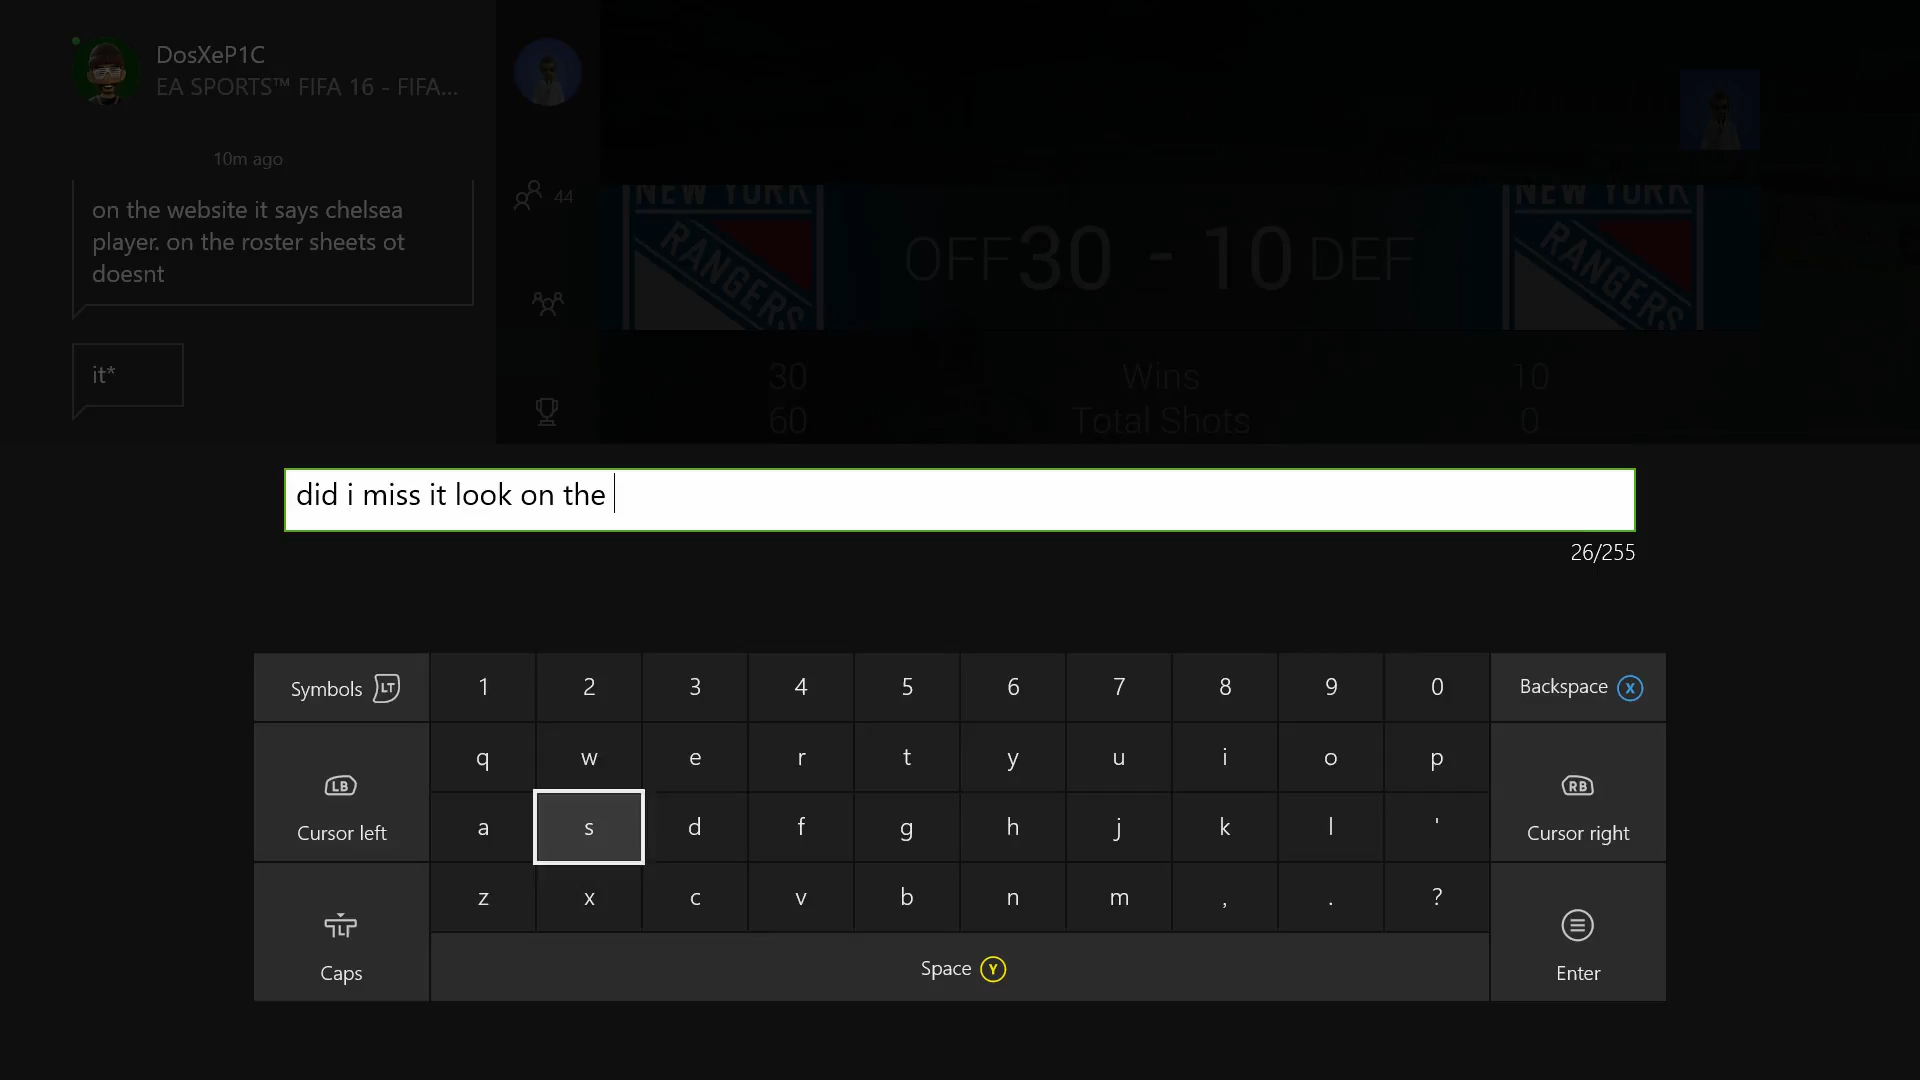 DosXeP1C
EA SPORTS™ FIFA 16 - FIFA...
10m ago
on the website it says chelsea
player. on the roster sheets ot
doesnt
it*
44
NEW YORK
RANGERS
OFF 30 - 10 DEF
NEW YORK
RANGERS
30 Wins 10
60 Total Shots 0
did i miss it look on the
26/255
Symbols LT 1 2 3 4 5 6 7 8 9 0 Backspace X
q w e r t y u i o p
LB Cursor left
a s d f g h j k l '
RB Cursor right
z x c v b n m , . ?
Caps
Space Y
Enter